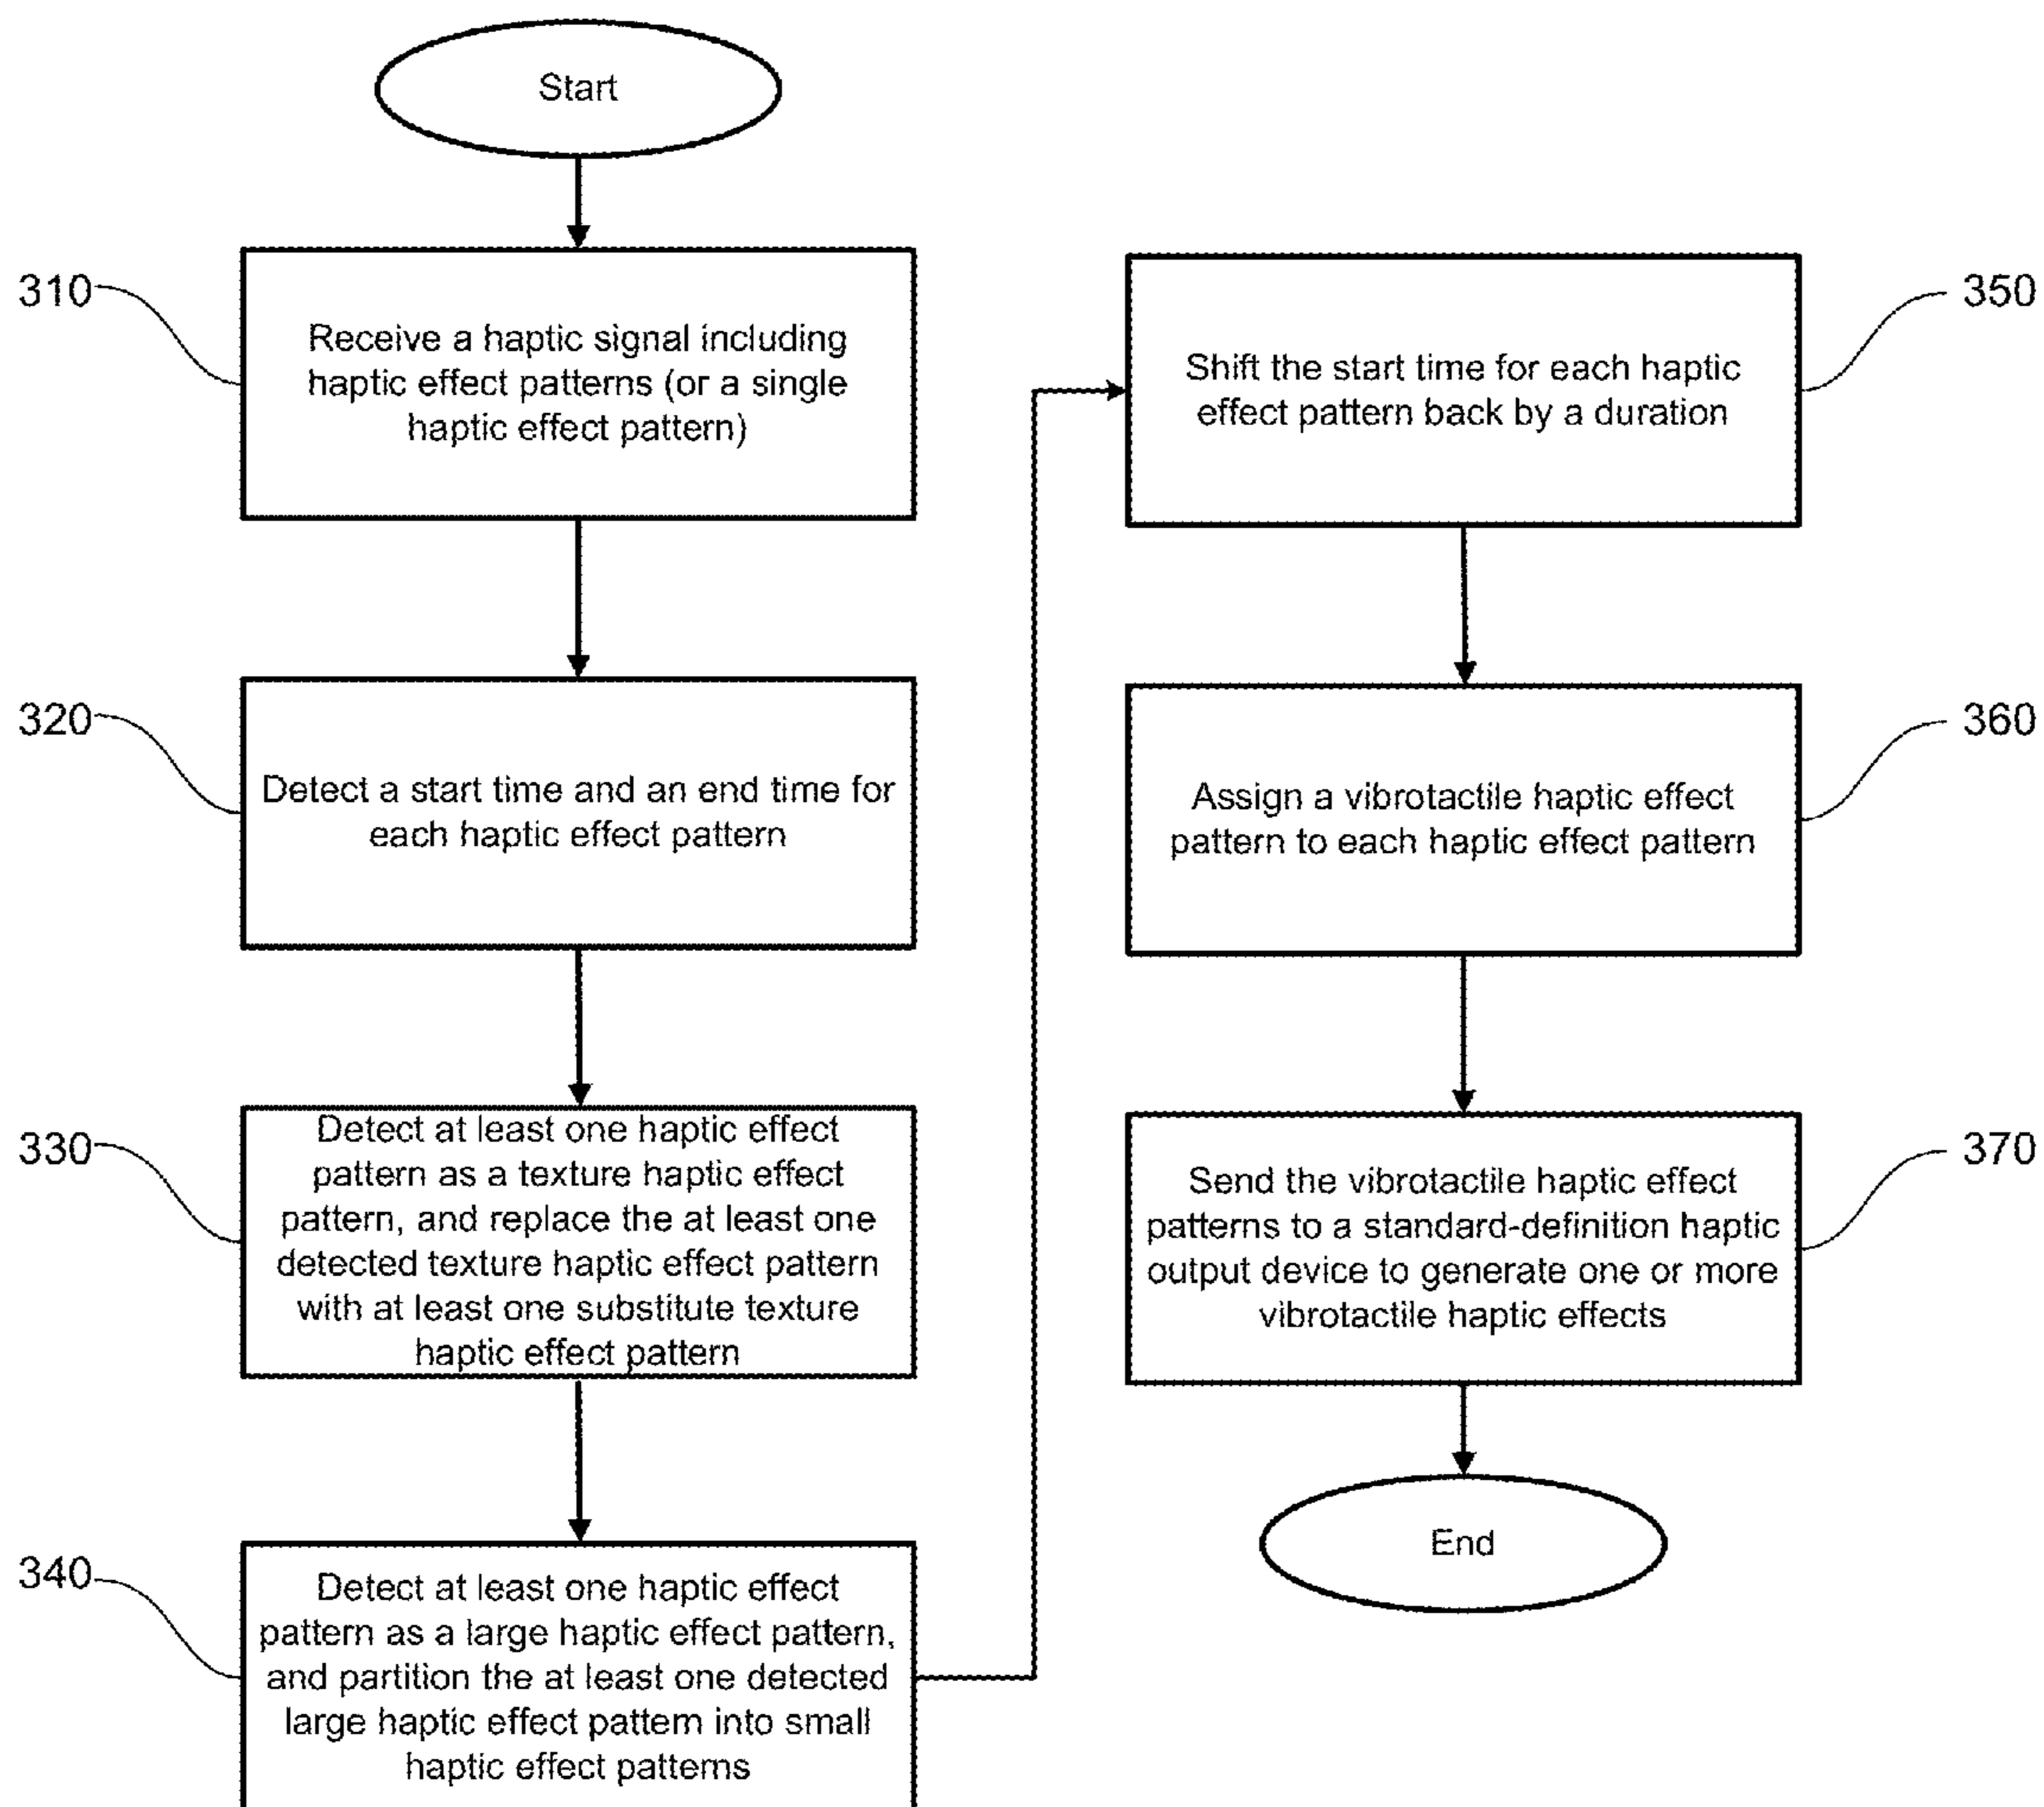 Start
310
Receive a haptic signal including
haptic effect patterns (or a single
haptic effect pattern)
320
Detect a start time and an end time for
each haptic effect pattern
330
Detect at least one haptic effect
pattern as a texture haptic effect
pattern, and replace the at least one
detected texture haptic effect pattern
with at least one substitute texture
haptic effect pattern
340
Detect at least one haptic effect
pattern as a large haptic effect pattern,
and partition the at least one detected
large haptic effect pattern into small
haptic effect patterns
350
Shift the start time for each haptic
effect pattern back by a duration
360
Assign a vibrotactile haptic effect
pattern to each haptic effect pattern
370
Send the vibrotactile haptic effect
patterns to a standard-definition haptic
output device to generate one or more
vibrotactile haptic effects
End